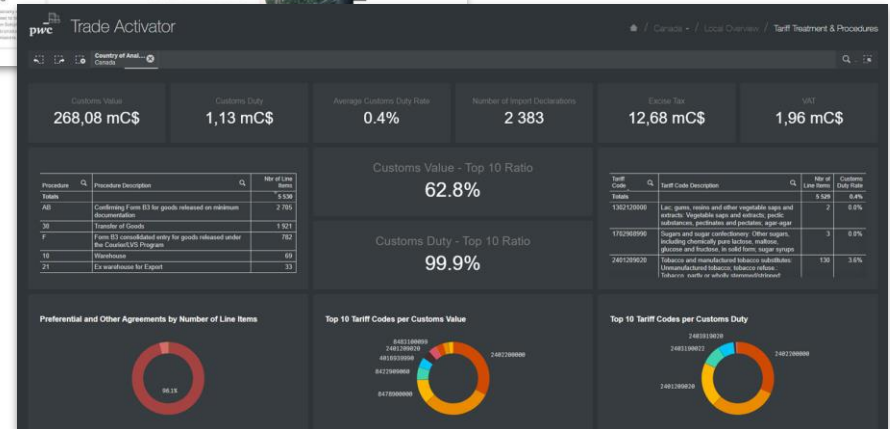 pwc Trade Activator
Canada / Local Overview / Tariff Treatment & Procedures
Country of Anal...
Canada
Customs Value
268,08 mC$
Customs Duty
1,13 mC$
Average Customs Duty Rate
0.4%
Number of Import Declarations
2 383
Excise Tax
12,68 mC$
VAT
1,96 mC$
Procedure Procedure Description Nbr of Line Items
Totals 5 530
AB Confirming Form B3 for goods released on minimum documentation 2 705
30 Transfer of Goods 1 921
F Form B3 consolidated entry for goods released under the Courier/LVS Program 782
10 Warehouse 69
21 Ex warehouse for Export 33
Customs Value - Top 10 Ratio
62.8%
Customs Duty - Top 10 Ratio
99.9%
Tariff Code Tariff Code Description Nbr of Line Items Customs Duty Rate
Totals 5 529 0.4%
1302120000 Lac; gums, resins and other vegetable saps and extracts: Vegetable saps and extracts; pectic substances, pectinates and pectates; agar-agar 2 0.0%
1702908990 Sugars and sugar confectionery: Other sugars, including chemically pure lactose, maltose, glucose and fructose, in solid form; sugar syrups 3 0.0%
2401209020 Tobacco and manufactured tobacco substitutes: Unmanufactured tobacco; tobacco refuse.: Tobacco, partly or wholly stemmed/stripped: 130 3.6%
Preferential and Other Agreements by Number of Line Items
Top 10 Tariff Codes per Customs Value
Top 10 Tariff Codes per Customs Duty
2401209020
2402200000
8422909060
8478900000
2402200000
2401209020